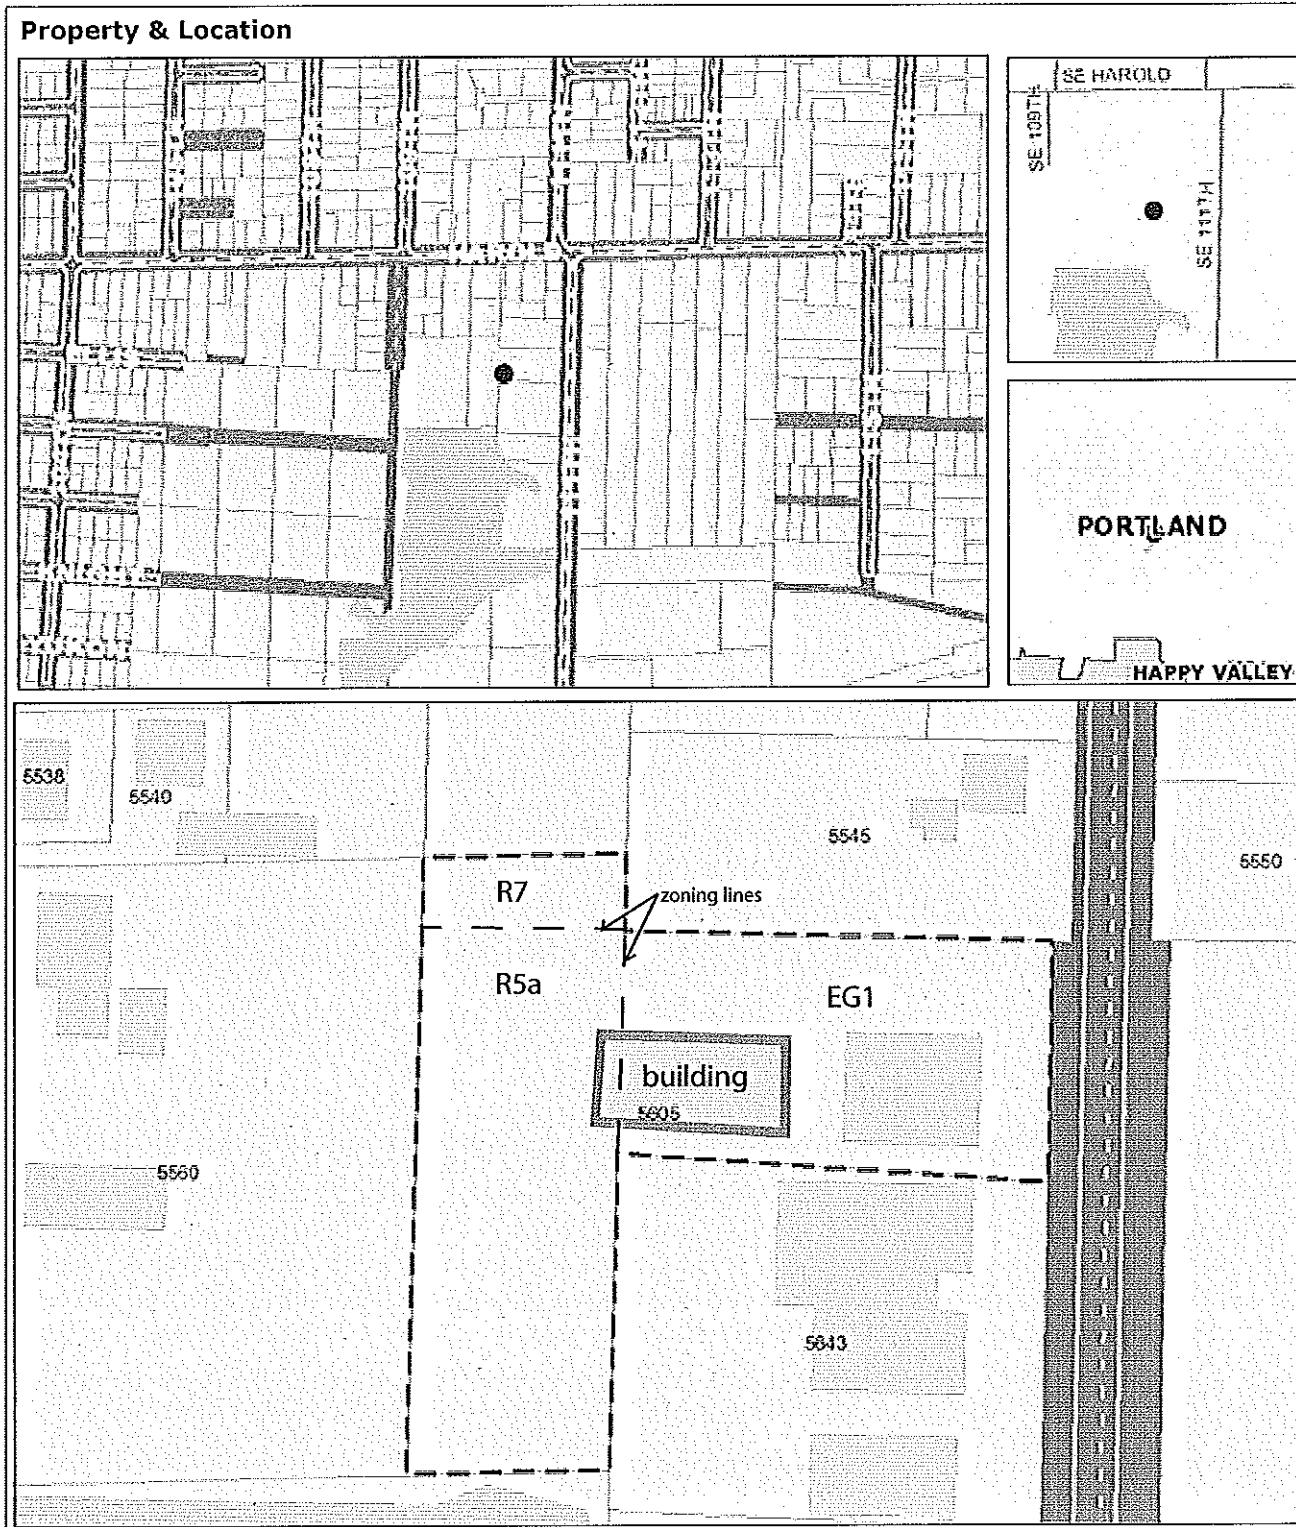 Property & Location
SE HAROLD
SE 109TH
SE 111TH
PORTLAND
HAPPY VALLEY
5538
5540
5545
5550
R7
zoning lines
R5a
EG1
building
5605
5560
5643